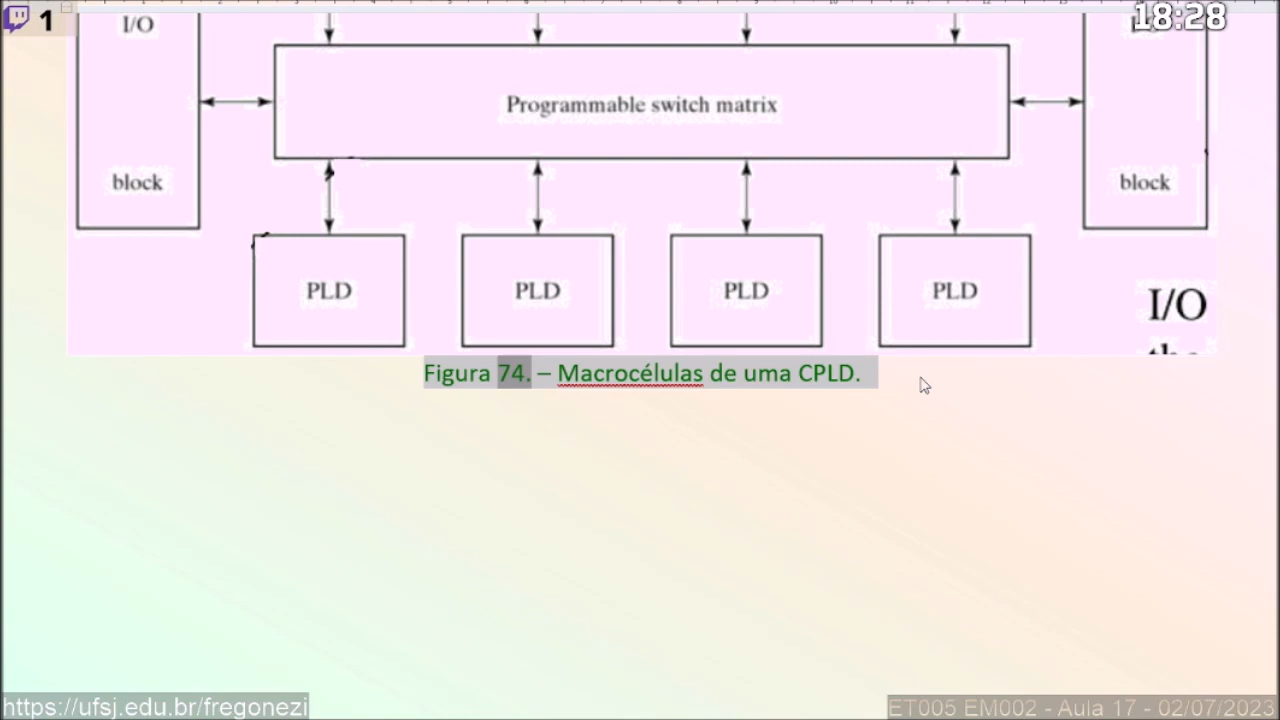 1
I/O
18:28
Programmable switch matrix
block
block
PLD
PLD
PLD
PLD
I/O
Figura 74. – Macrocélulas de uma CPLD.
https://ufsj.edu.br/fregonezi
ET005 EM002 - Aula 17 - 02/07/2023